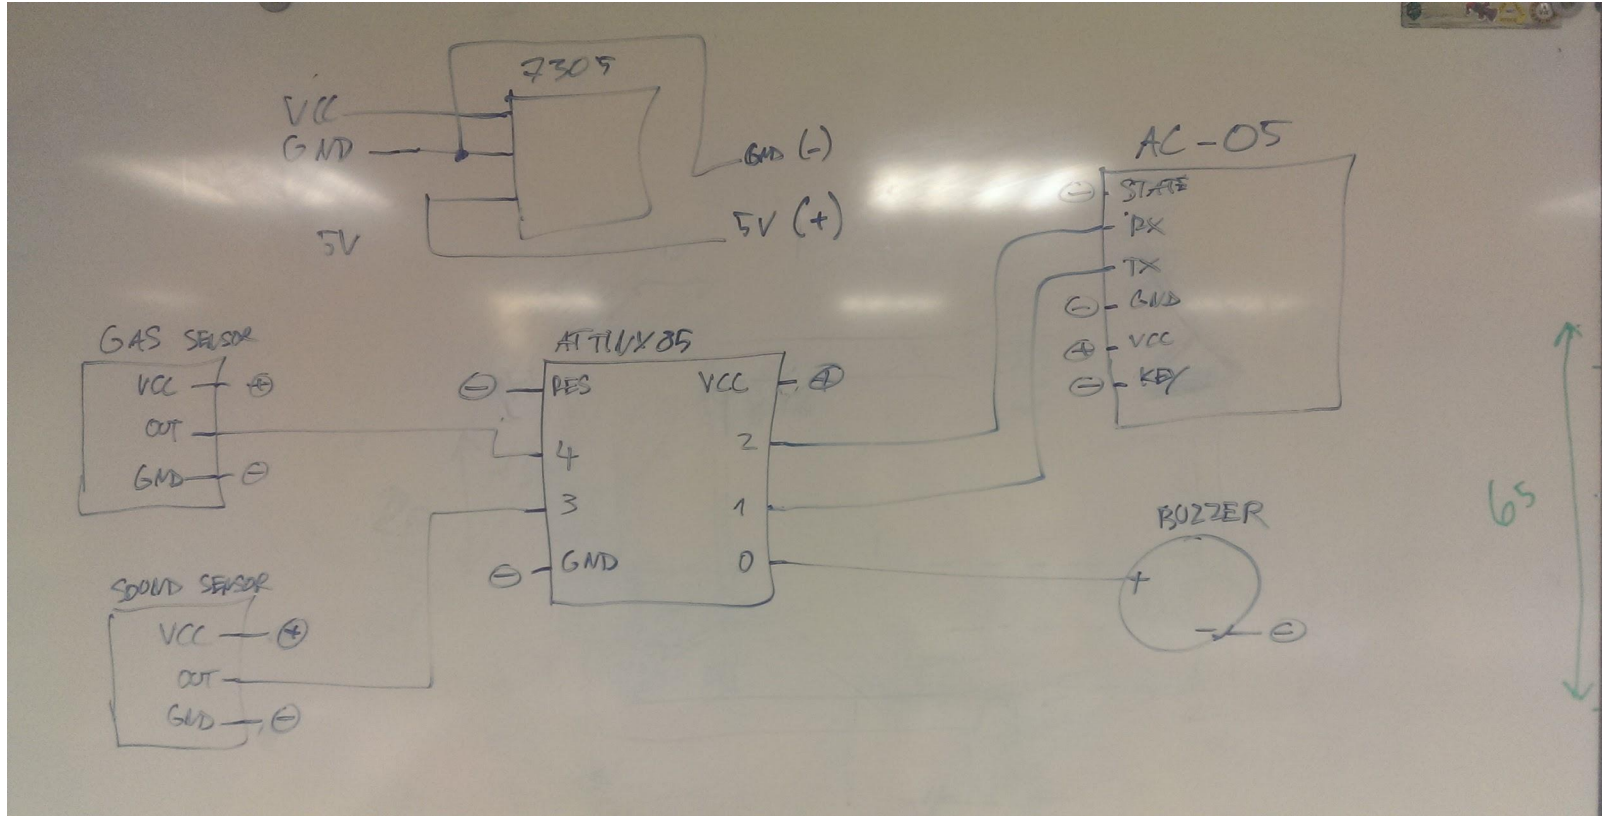 7305
VCC
GND
GND (-)
5V
5V (+)
AC-05
STATE
RX
TX
GND
VCC
KEY
GAS SENSOR
VCC +
OUT
GND -
ATTINY85
- RES VCC +
4 2
3 1
- GND 0
SOUND SENSOR
VCC +
OUT
GND -
BUZZER
+
- -
65